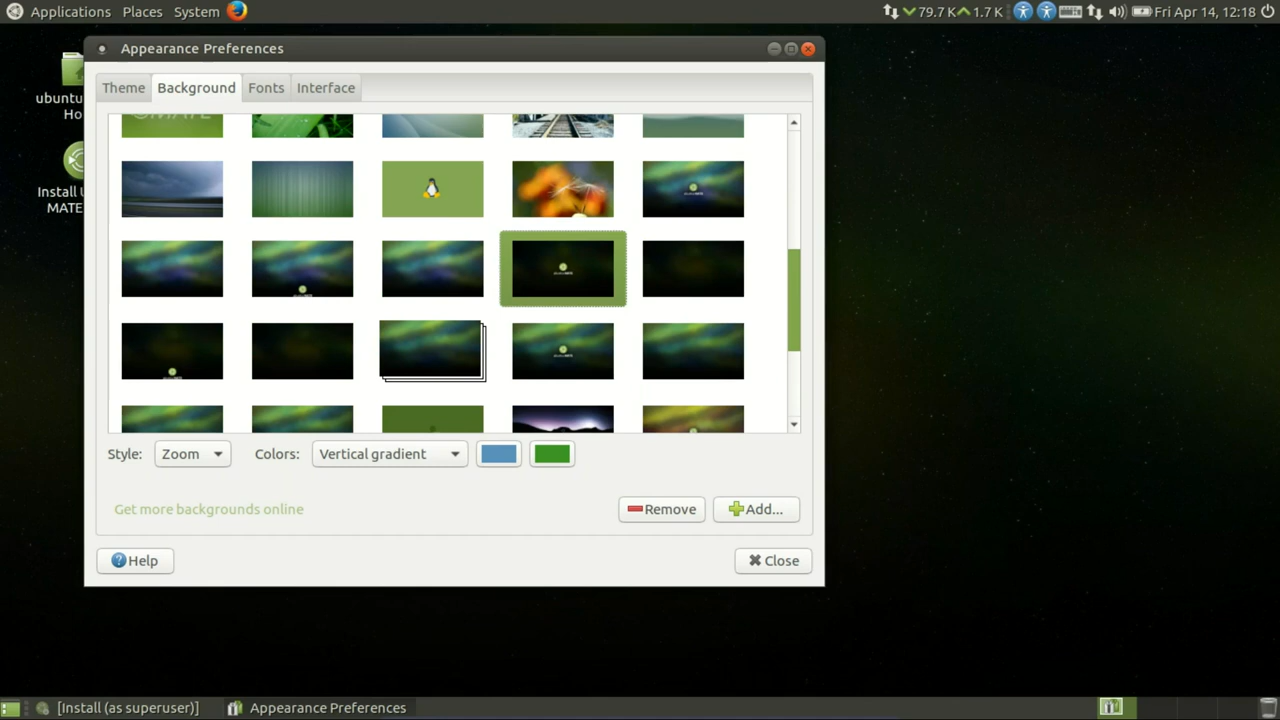 Applications Places System 79.7 K 1.7 K Fri Apr 14, 12:18
Appearance Preferences
Theme Background Fonts Interface
ubuntu
Ho
Install U
MATE
Style: Zoom Colors: Vertical gradient
Get more backgrounds online Remove Add...
Help Close
[Install (as superuser)] Appearance Preferences